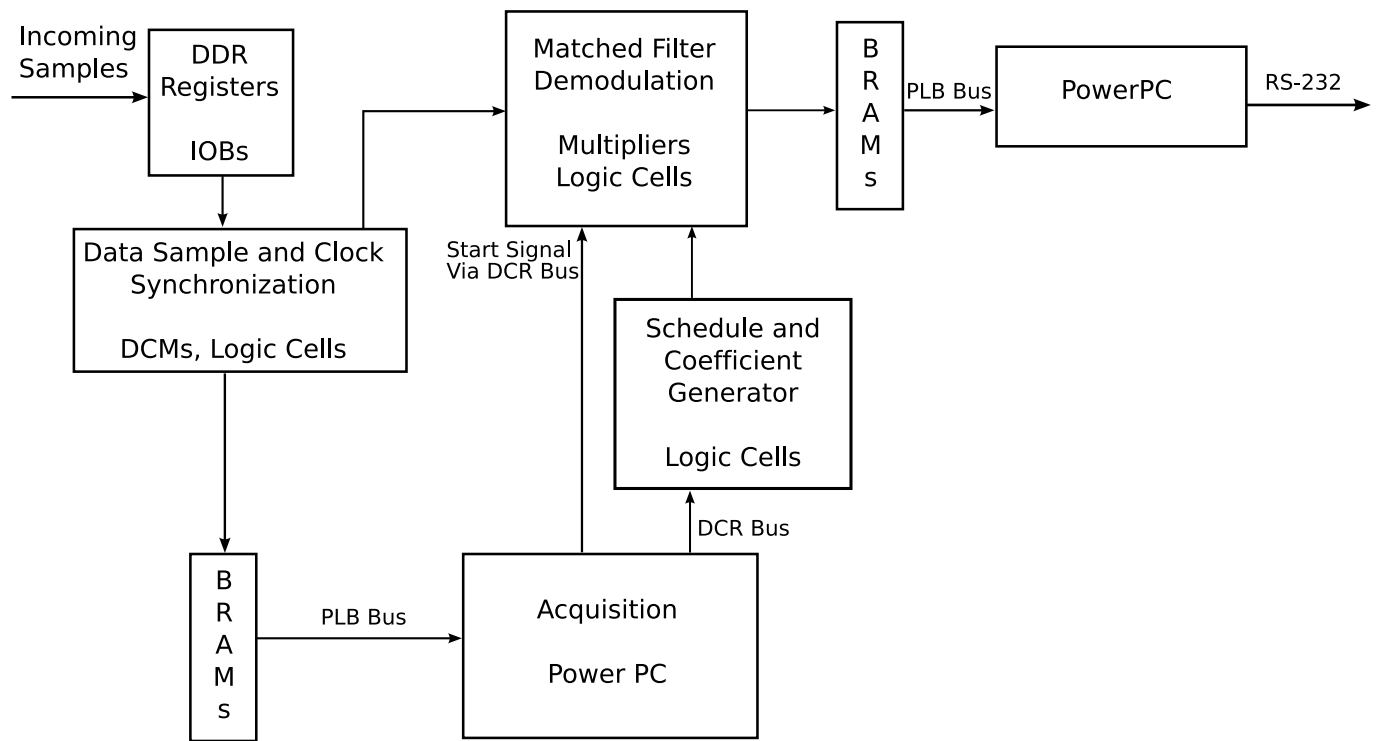 Incoming
Samples
DDR
Registers
IOBs
Data Sample and Clock
Synchronization
DCMs, Logic Cells
Matched Filter
Demodulation
Multipliers
Logic Cells
B
R
A
M
s
PLB Bus
PowerPC
RS-232
Start Signal
Via DCR Bus
Schedule and
Coefficient
Generator
Logic Cells
DCR Bus
B
R
A
M
s
PLB Bus
Acquisition
Power PC